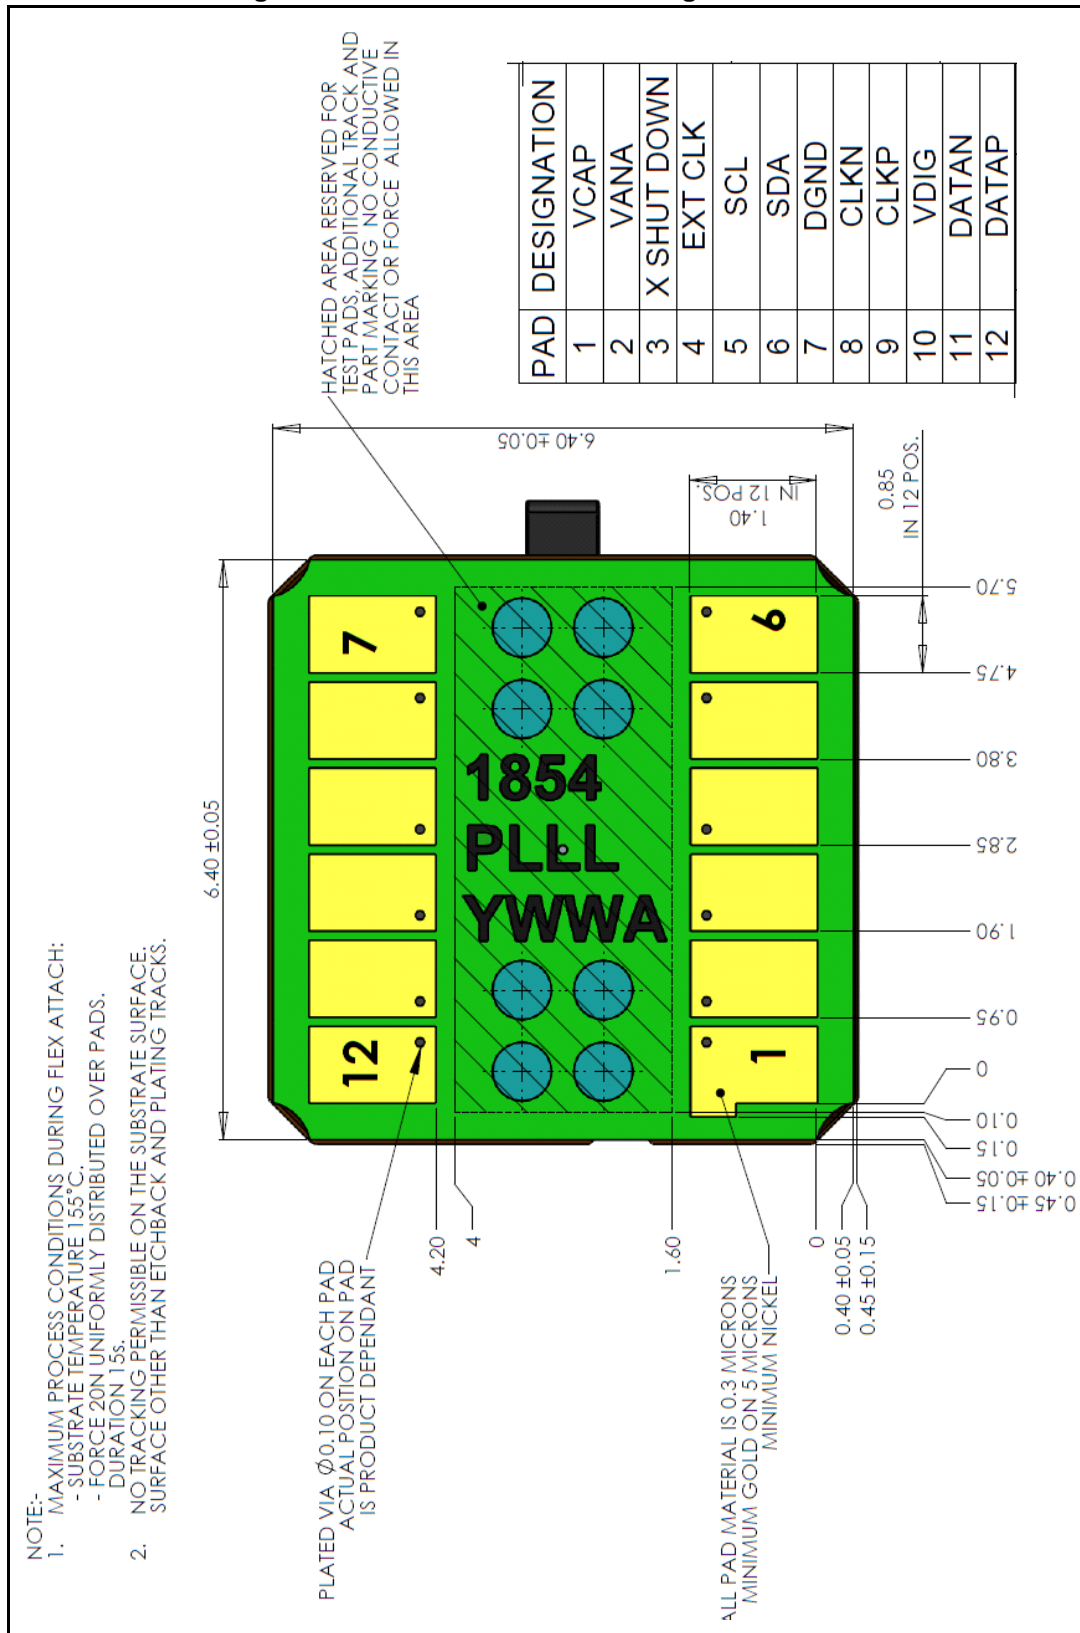 NOTE:-
1. MAXIMUM PROCESS CONDITIONS DURING FLEX ATTACH:
- SUBSTRATE TEMPERATURE 155°C.
- FORCE 20N UNIFORMLY DISTRIBUTED OVER PADS.
DURATION 15s.
2. NO TRACKING PERMISSIBLE ON THE SUBSTRATE SURFACE.
SURFACE OTHER THAN ETCHBACK AND PLATING TRACKS.
6.40 ±0.05
HATCHED AREA RESERVED FOR
TEST PADS, ADDITIONAL TRACK AND
PART MARKING NO CONDUCTIVE
CONTACT OR FORCE ALLOWED IN
THIS AREA
PLATED VIA Ø0.10 ON EACH PAD
ACTUAL POSITION ON PAD
IS PRODUCT DEPENDANT
12
7
1854
PLLL
YWWA
1
6
6.40 ±0.05
1.40
IN 12 POS.
0.85
IN 12 POS.
4.20
4
1.60
0
0.40 ±0.05
0.45 ±0.15
ALL PAD MATERIAL IS 0.3 MICRONS
MINIMUM GOLD ON 5 MICRONS
MINIMUM NICKEL
0.45 ±0.15
0.40 ±0.05
0.15
0.10
0
0.95
1.90
2.85
3.80
4.75
5.70
PAD DESIGNATION
1 VCAP
2 VANA
3 X SHUT DOWN
4 EXT CLK
5 SCL
6 SDA
7 DGND
8 CLKN
9 CLKP
10 VDIG
11 DATAN
12 DATAP